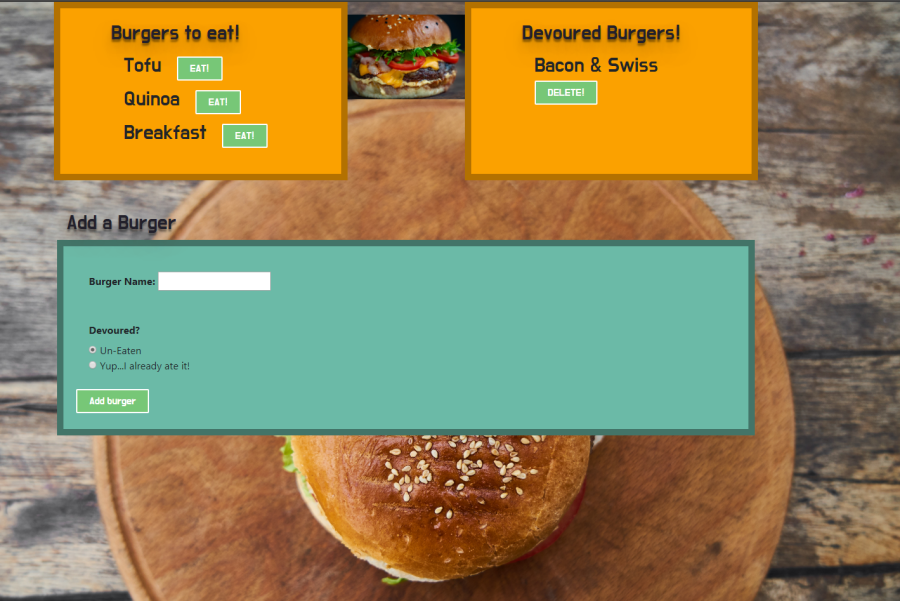 Burgers to eat!
Tofu EAT!
Quinoa EAT!
Breakfast EAT!
Devoured Burgers!
Bacon & Swiss
DELETE!
Add a Burger
Burger Name:
Devoured?
Un-Eaten
Yup...I already ate it!
Add burger